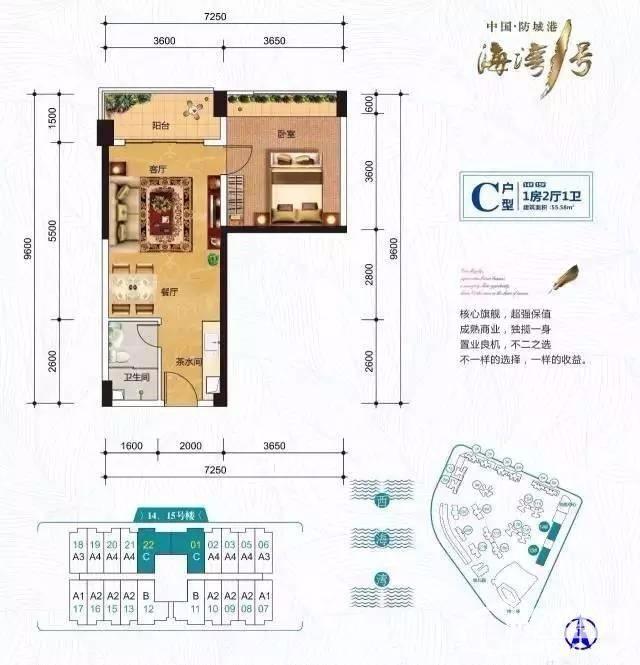 7250
3600 3650
中国·防城港
海湾1号
1500
5500
2600
9600
600
3600
2800
2600
9600
阳台
卧室
客厅
餐厅
茶水间
卫生间
C户型
14# 15#
1房2厅1卫
建筑面积:55.58m²
核心旗舰，超强保值
成熟商业，独揽一身
置业良机，不二之选
不一样的选择，一样的收益。
1600 2000 3650
7250
14、15号楼
18 19 20 21 22 01 02 03 05 06
A3 A4 A4 A4 C C A4 A4 A4 A3
A1 A2 A2 A2 B B A2 A2 A2 A1
17 16 15 13 12 11 10 09 08 07
西
海
湾